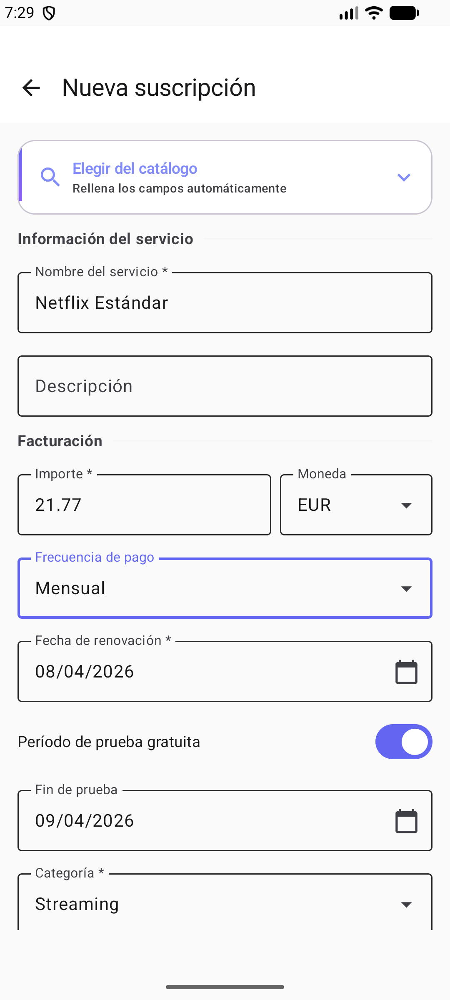 7:29
Nueva suscripción
Elegir del catálogo
Rellena los campos automáticamente
Información del servicio
Nombre del servicio *
Netflix Estándar
Descripción
Facturación
Importe *
21.77
Moneda
EUR
Frecuencia de pago
Mensual
Fecha de renovación *
08/04/2026
Período de prueba gratuita
Fin de prueba
09/04/2026
Categoría *
Streaming